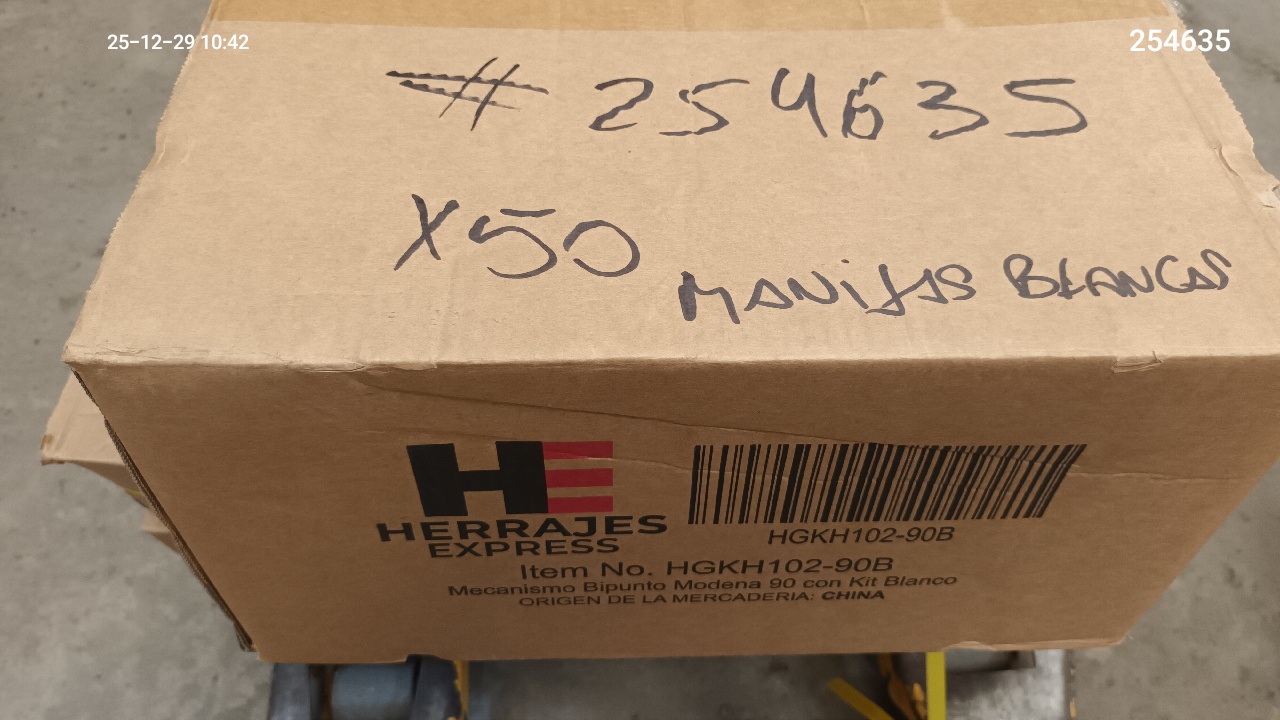 25-12-29 10:42
254635
# 254635
X50
MANIJAS BLANCAS
HE
HERRAJES
EXPRESS
HGKH102-90B
Item No. HGKH102-90B
Mecanismo Bipunto Modena 90 con Kit Blanco
ORIGEN DE LA MERCADERIA: CHINA